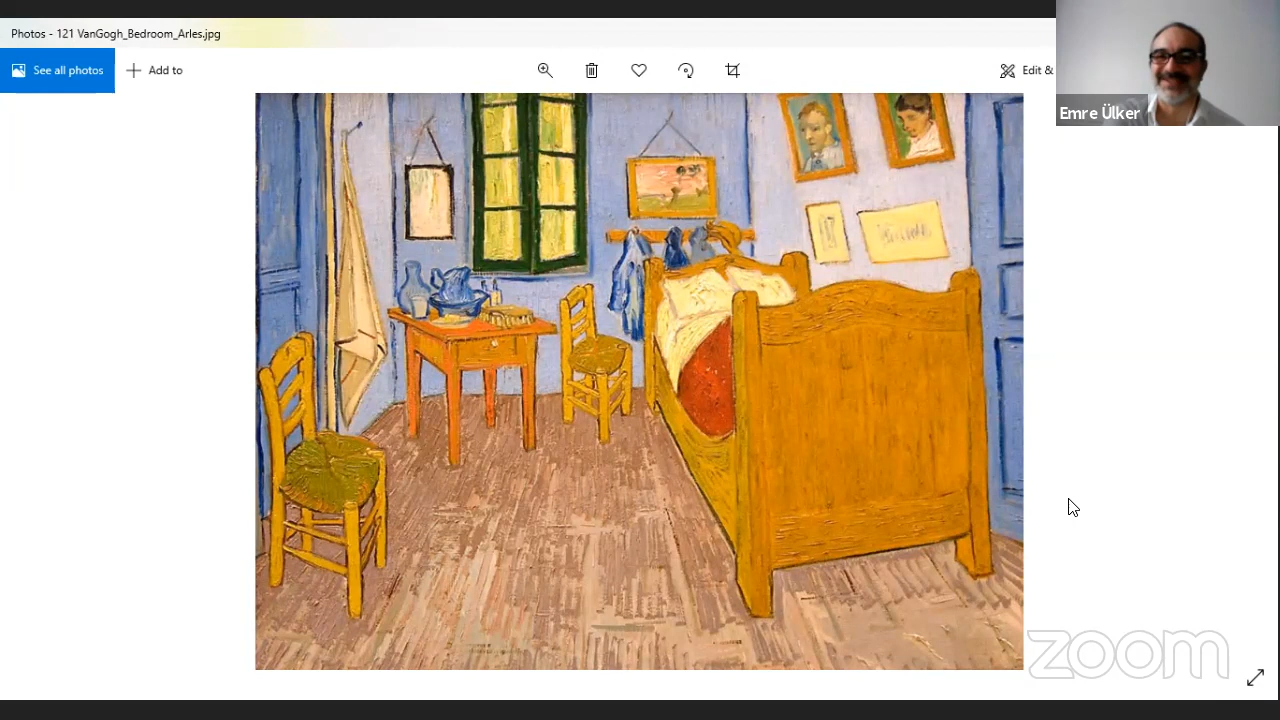 Photos - 121 VanGogh_Bedroom_Arles.jpg
See all photos
Add to
Edit &
Emre Ülker
zoom